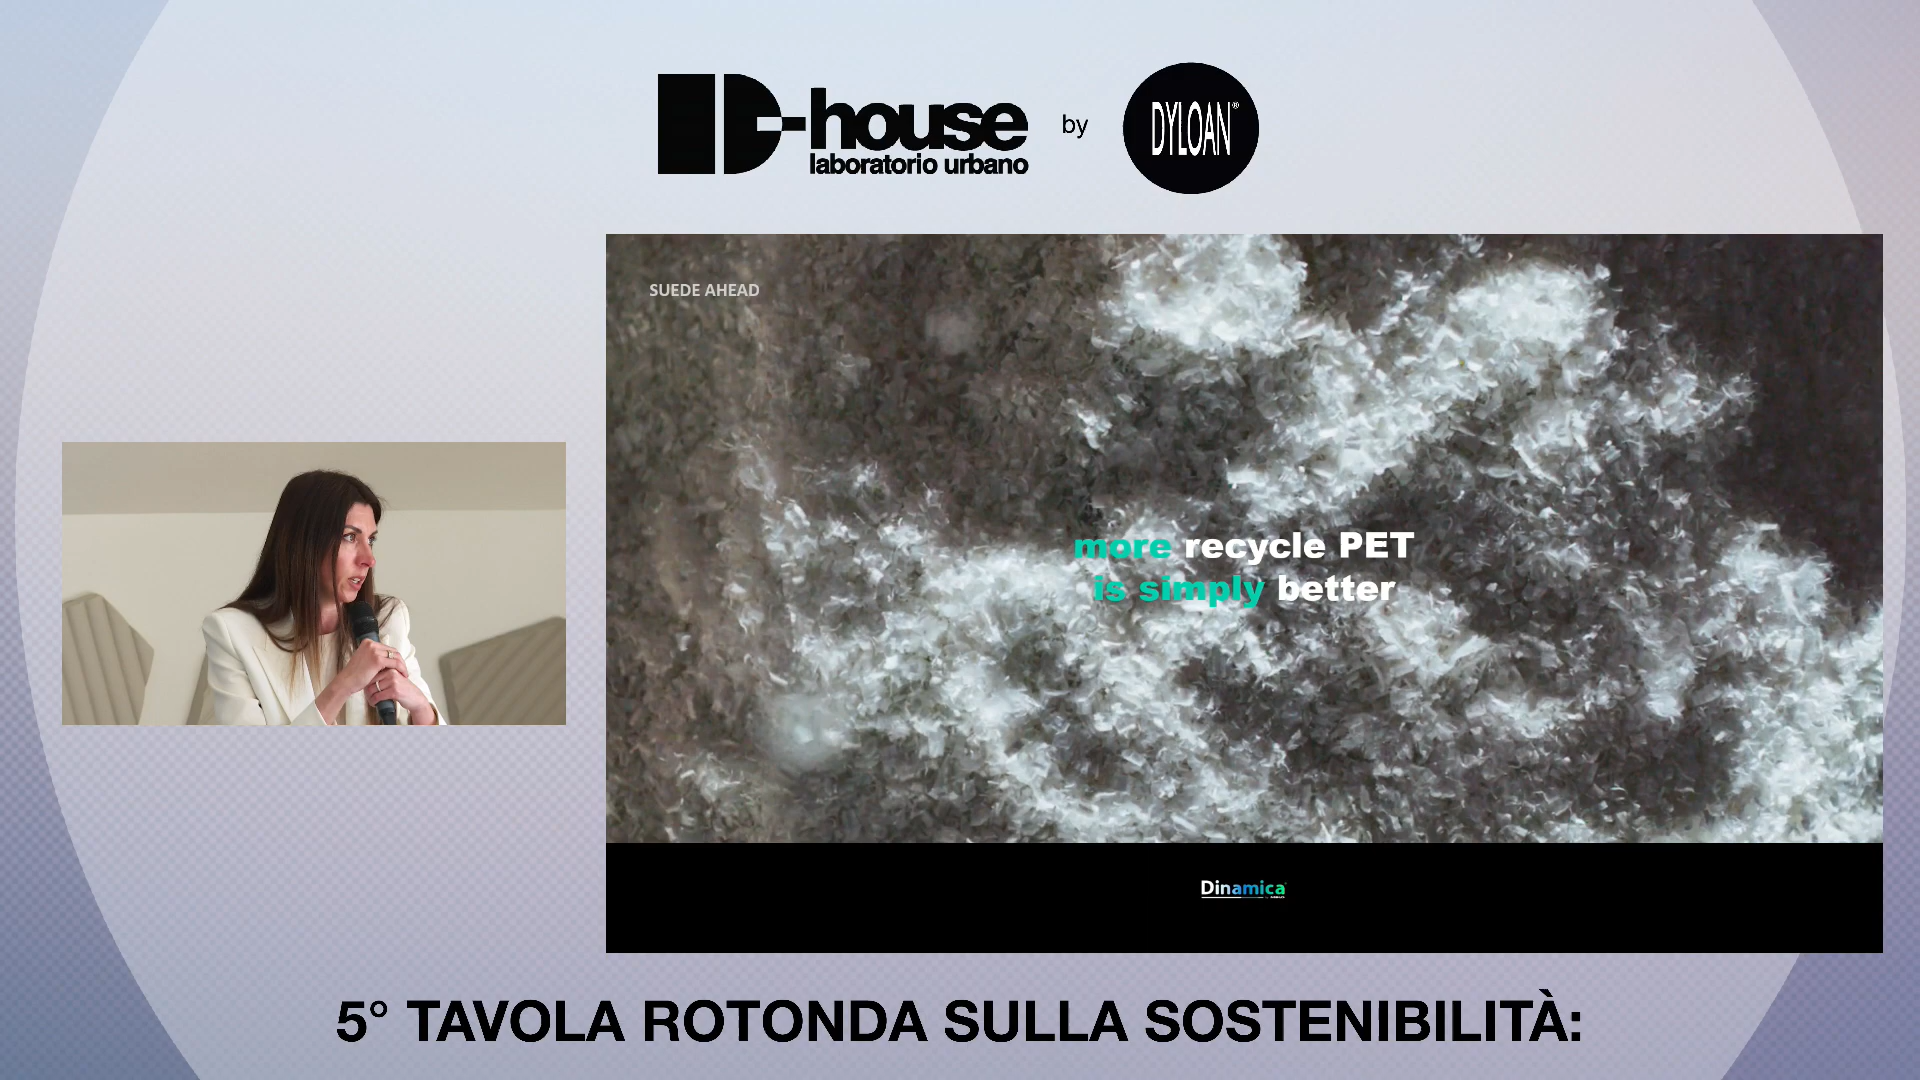 D-house
laboratorio urbano
by
DYLOAN®
SUEDE AHEAD
more recycle PET
is simply better
Dinamica
5° TAVOLA ROTONDA SULLA SOSTENIBILITÀ: